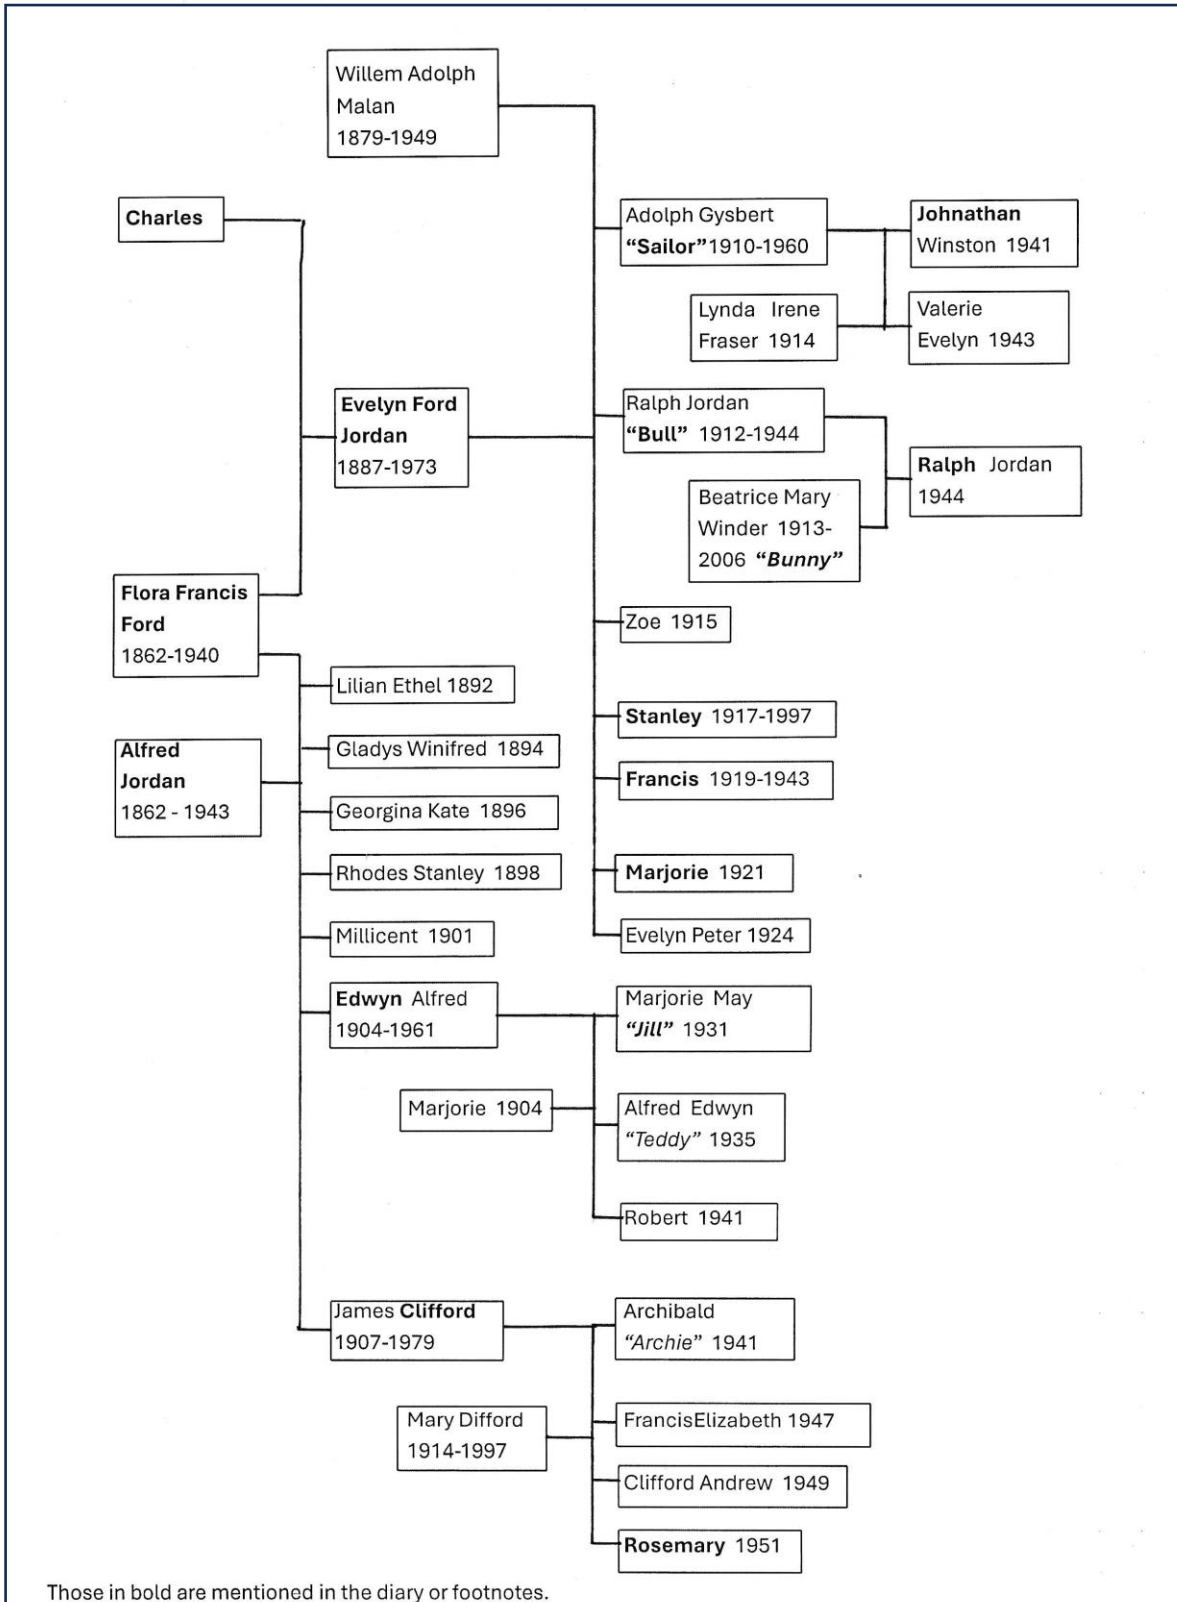 Willem Adolph
Malan
1879-1949
Charles
Adolph Gysbert
“Sailor”1910-1960
Johnathan
Winston 1941
Lynda Irene
Fraser 1914
Valerie
Evelyn 1943
Evelyn Ford
Jordan
1887-1973
Ralph Jordan
“Bull” 1912-1944
Ralph Jordan
1944
Beatrice Mary
Winder 1913-
2006 “Bunny”
Flora Francis
Ford
1862-1940
Zoe 1915
Lilian Ethel 1892
Stanley 1917-1997
Alfred
Jordan
1862 - 1943
Gladys Winifred 1894
Francis 1919-1943
Georgina Kate 1896
Rhodes Stanley 1898
Marjorie 1921
Millicent 1901
Evelyn Peter 1924
Edwyn Alfred
1904-1961
Marjorie May
“Jill” 1931
Marjorie 1904
Alfred Edwyn
“Teddy” 1935
Robert 1941
James Clifford
1907-1979
Archibald
“Archie” 1941
Mary Difford
1914-1997
FrancisElizabeth 1947
Clifford Andrew 1949
Rosemary 1951
Those in bold are mentioned in the diary or footnotes.